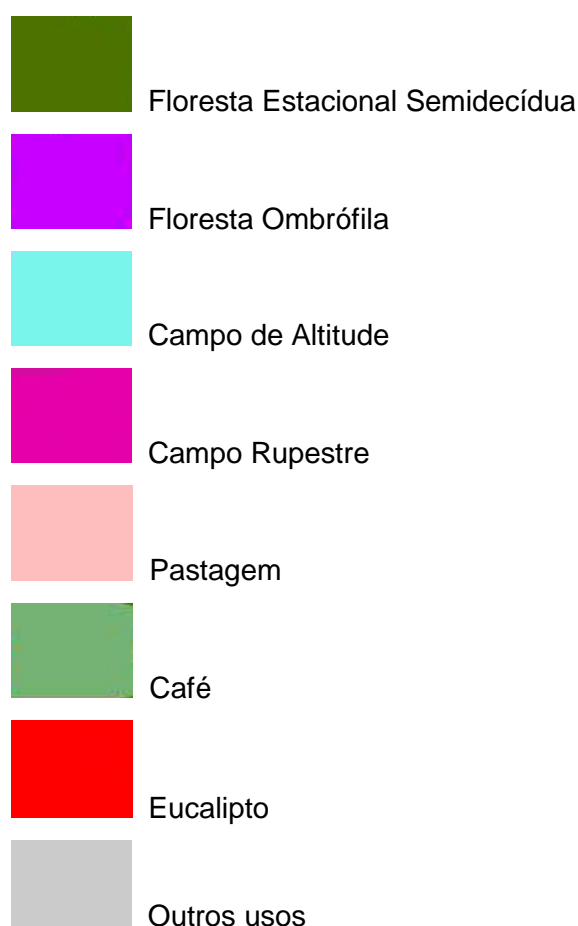 Floresta Estacional Semidecídua
Floresta Ombrófila
Campo de Altitude
Campo Rupestre
Pastagem
Café
Eucalipto
Outros usos